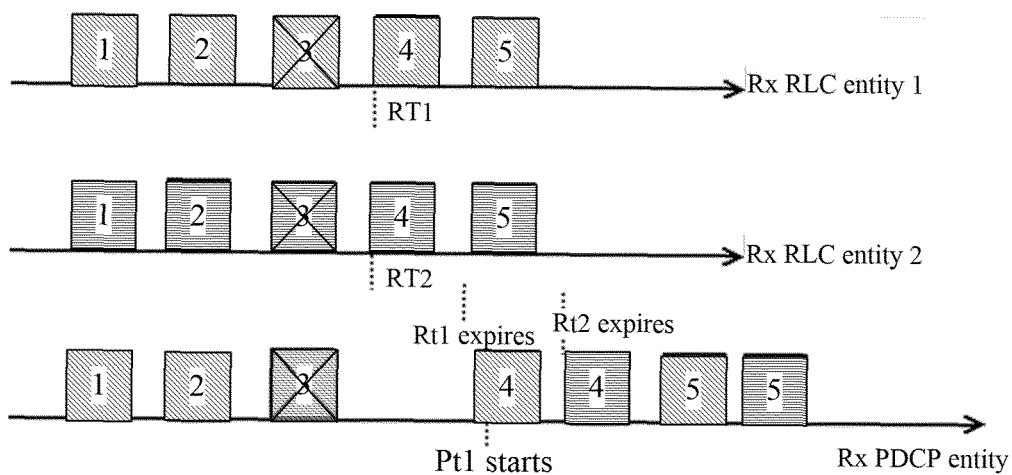 1 2 3 4 5
Rx RLC entity 1
RT1
1 2 3 4 5
Rx RLC entity 2
RT2
Rt1 expires
Rt2 expires
1 2 3 4 4 5 5
Rx PDCP entity
Pt1 starts